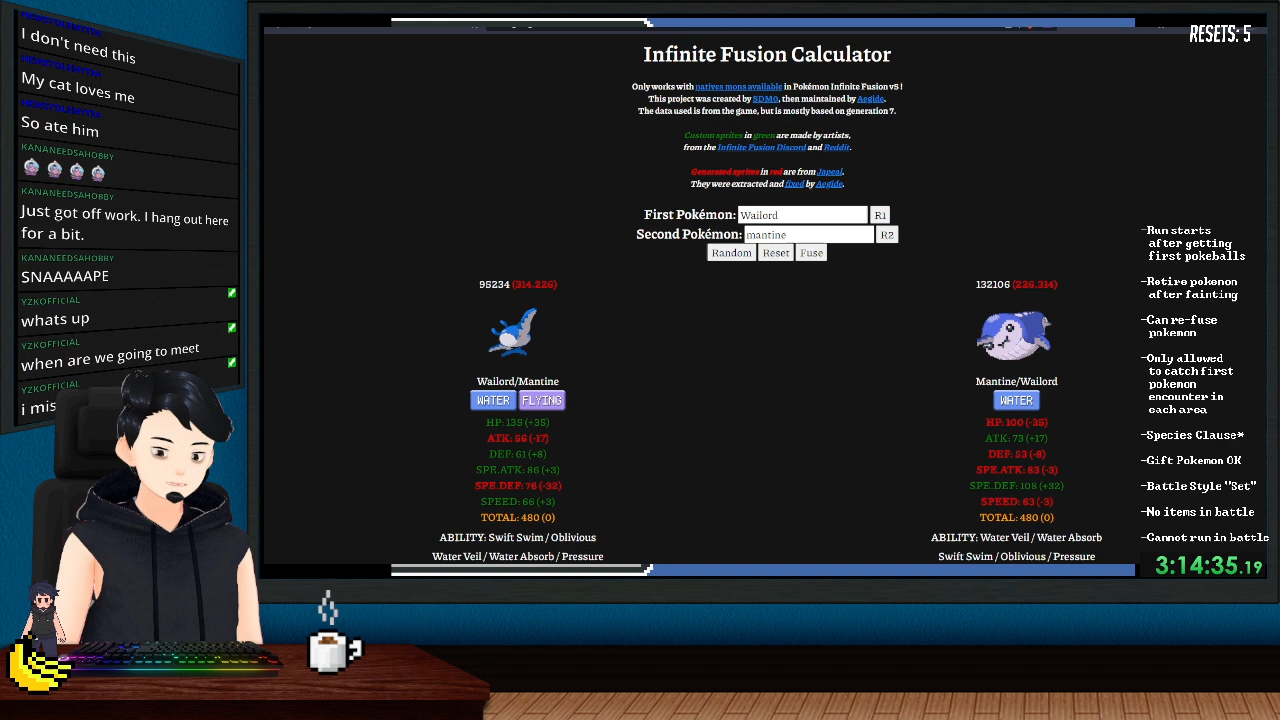 I don't need this
My cat loves me
So ate him
KANANEEDSAHOBBY
KANANEEDSAHOBBY
Just got off work. I hang out here
for a bit.
KANANEEDSAHOBBY
SNAAAAAPE
YZKOFFICIAL
whats up
YZKOFFICIAL
when are we going to meet
YZKOFFICIAL
i mis
Infinite Fusion Calculator
Only works with natives mons available in Pokémon Infinite Fusion v5 !
This project was created by SDM0, then maintained by Aegide.
The data used is from the game, but is mostly based on generation 7.
Custom sprites in green are made by artists,
from the Infinite Fusion Discord and Reddit.
Generated sprites in red are from Japeal.
They were extracted and fixed by Aegide.
First Pokémon: Wailord R1
Second Pokémon: mantine R2
Random Reset Fuse
95234 (314.226)
Wailord/Mantine
WATER FLYING
HP: 135 (+35)
ATK: 56 (-17)
DEF: 61 (+8)
SPE.ATK: 86 (+3)
SPE.DEF: 76 (-32)
SPEED: 66 (+3)
TOTAL: 480 (0)
ABILITY: Swift Swim / Oblivious
Water Veil / Water Absorb / Pressure
132106 (226.314)
Mantine/Wailord
WATER
HP: 100 (-35)
ATK: 73 (+17)
DEF: 53 (-8)
SPE.ATK: 83 (-3)
SPE.DEF: 108 (+32)
SPEED: 63 (-3)
TOTAL: 480 (0)
ABILITY: Water Veil / Water Absorb
Swift Swim / Oblivious / Pressure
RESETS: 5
-Run starts
after getting
first pokeballs
-Retire pokemon
after fainting
-Can re-fuse
pokemon
-Only allowed
to catch first
pokemon
encounter in
each area
-Species Clause?
-Gift Pokemon OK
-Battle Style "Set"
-No items in battle
-Cannot run in battle
3:14:35.19